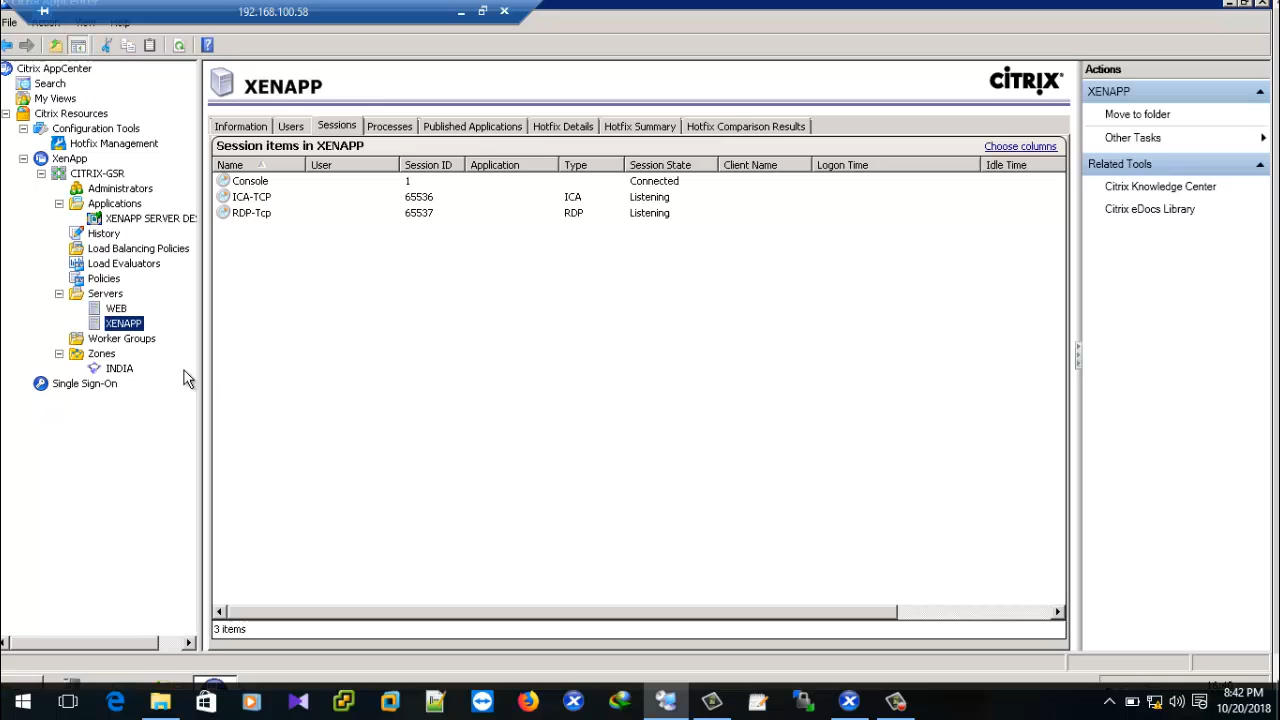 192.168.100.58
File Action View Help
Citrix AppCenter
Search
My Views
Citrix Resources
Configuration Tools
Hotfix Management
XenApp
CITRIX-GSR
Administrators
Applications
XENAPP SERVER DES
History
Load Balancing Policies
Load Evaluators
Policies
Servers
WEB
XENAPP
Worker Groups
Zones
INDIA
Single Sign-On
XENAPP
CITRIX
Information Users Sessions Processes Published Applications Hotfix Details Hotfix Summary Hotfix Comparison Results
Session items in XENAPP Choose columns
Name User Session ID Application Type Session State Client Name Logon Time Idle Time
Console 1 Connected
ICA-TCP 65536 ICA Listening
RDP-Tcp 65537 RDP Listening
3 items
Actions
XENAPP
Move to folder
Other Tasks
Related Tools
Citrix Knowledge Center
Citrix eDocs Library
8:42 PM
10/20/2018